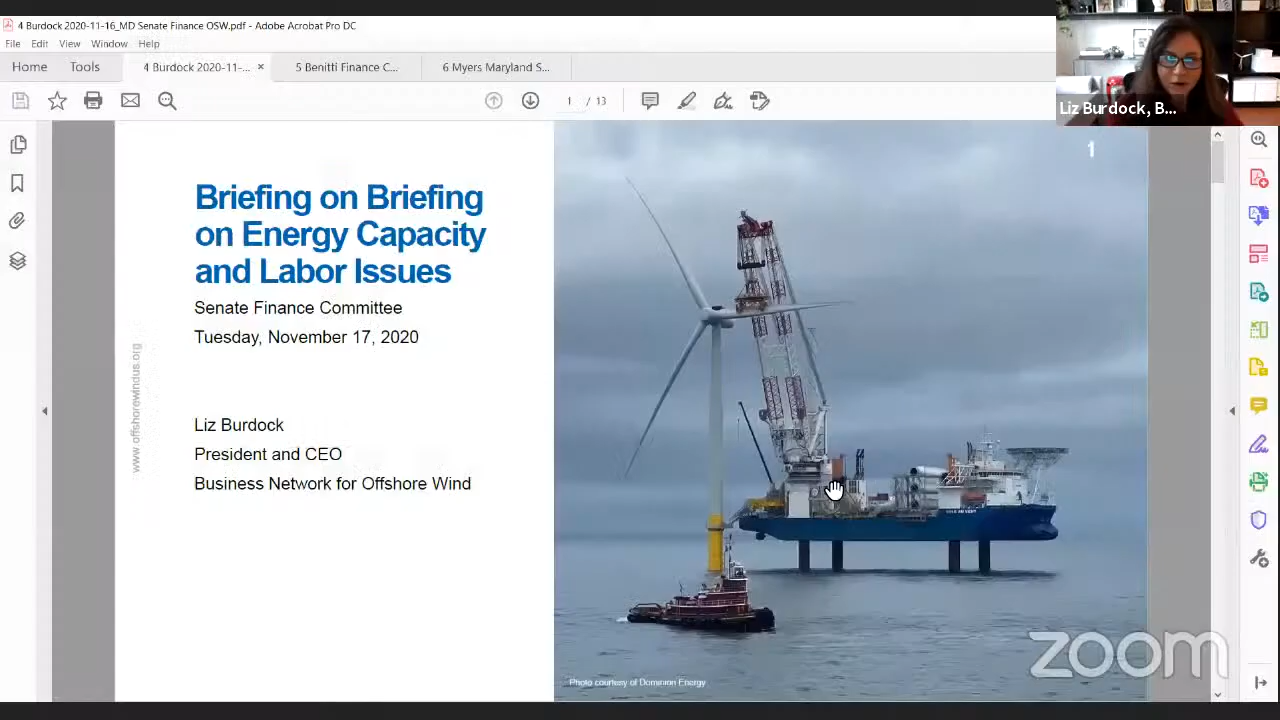 4 Burdock 2020-11-16_MD Senate Finance OSW.pdf - Adobe Acrobat Pro DC
File Edit View Window Help
Home Tools 4 Burdock 2020-11-... × 5 Benitti Finance C... 6 Myers Maryland
1 / 13
Liz Burdock, B...
1
Briefing on Briefing
on Energy Capacity
and Labor Issues
Senate Finance Committee
Tuesday, November 17, 2020
www.offshorewindus.org
Liz Burdock
President and CEO
Business Network for Offshore Wind
Photo courtesy of Dominion Energy
zoom